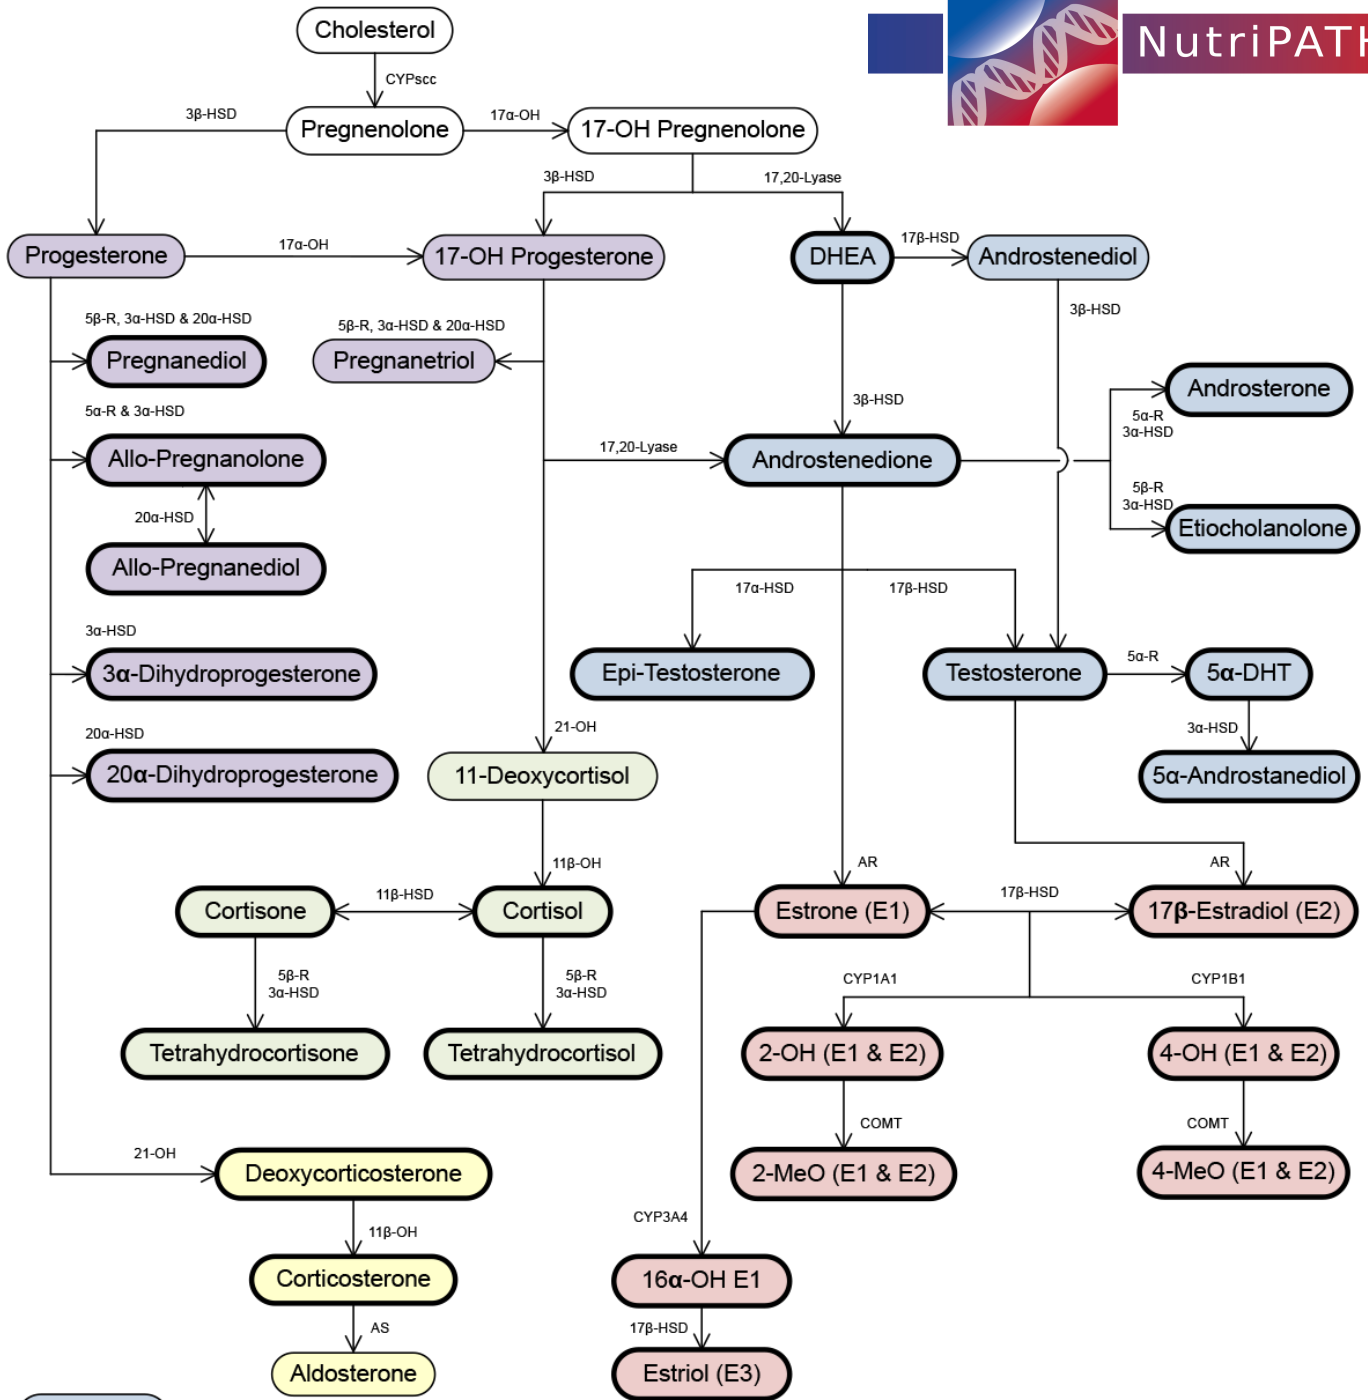 Cholesterol
NutriPATH
CYPscc
3β-HSD
Pregnenolone
17α-OH
17-OH Pregnenolone
3β-HSD
17,20-Lyase
Progesterone
17α-OH
17-OH Progesterone
DHEA
17β-HSD
Androstenediol
3β-HSD
5β-R, 3α-HSD & 20α-HSD
Pregnanediol
5β-R, 3α-HSD & 20α-HSD
Pregnanetriol
Androsterone
5α-R
3α-HSD
3β-HSD
5α-R & 3α-HSD
Allo-Pregnanolone
17,20-Lyase
Androstenedione
5β-R
3α-HSD
Etiocholanolone
20α-HSD
Allo-Pregnanediol
17α-HSD
17β-HSD
3α-HSD
3α-Dihydroprogesterone
Epi-Testosterone
Testosterone
5α-R
5α-DHT
20α-HSD
20α-Dihydroprogesterone
21-OH
11-Deoxycortisol
3α-HSD
5α-Androstanediol
11β-OH
AR
AR
Cortisone
11β-HSD
Cortisol
Estrone (E1)
17β-HSD
17β-Estradiol (E2)
5β-R
3α-HSD
5β-R
3α-HSD
CYP1A1
CYP1B1
Tetrahydrocortisone
Tetrahydrocortisol
2-OH (E1 & E2)
4-OH (E1 & E2)
COMT
COMT
21-OH
Deoxycorticosterone
2-MeO (E1 & E2)
4-MeO (E1 & E2)
11β-OH
CYP3A4
Corticosterone
16α-OH E1
AS
17β-HSD
Aldosterone
Estriol (E3)